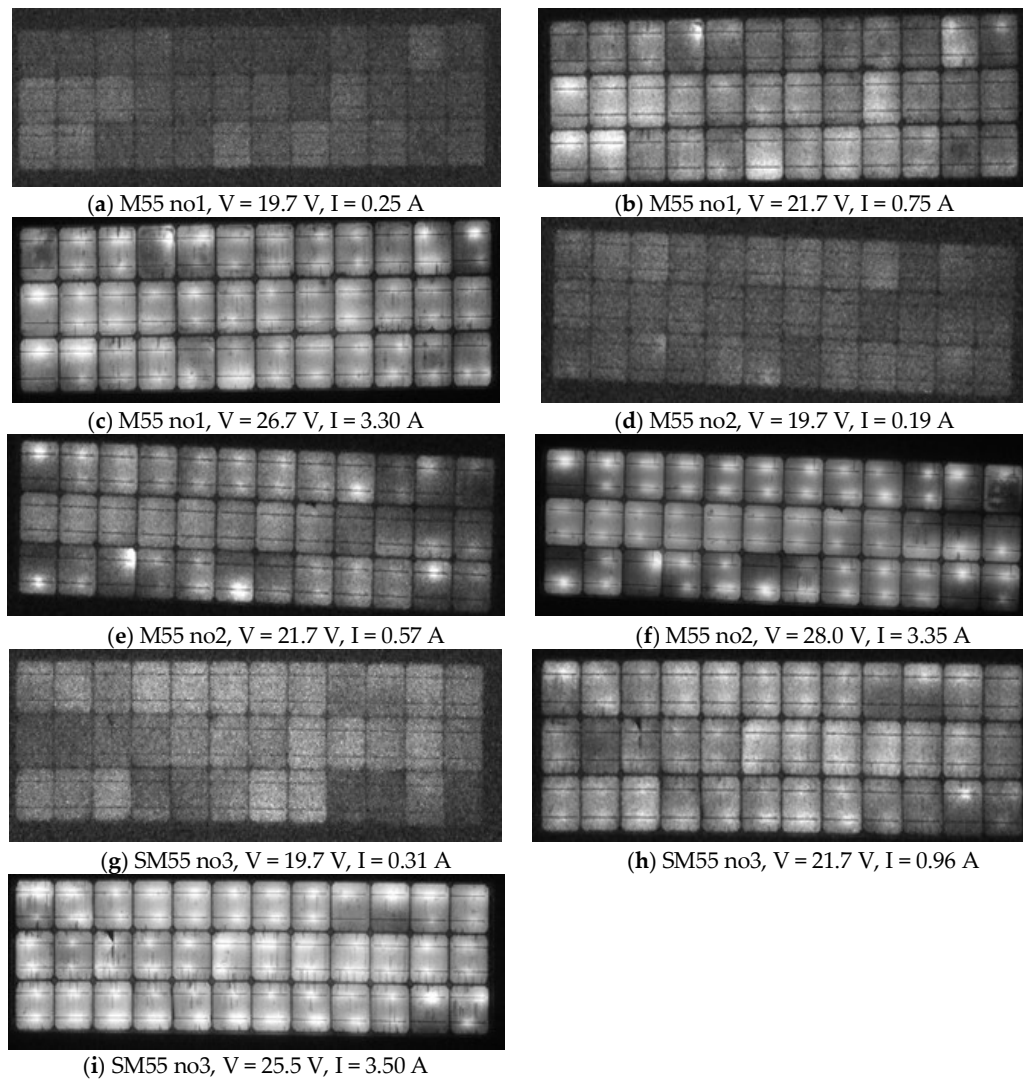 (a) M55 no1, V = 19.7 V, I = 0.25 A
(b) M55 no1, V = 21.7 V, I = 0.75 A
(c) M55 no1, V = 26.7 V, I = 3.30 A
(d) M55 no2, V = 19.7 V, I = 0.19 A
(e) M55 no2, V = 21.7 V, I = 0.57 A
(f) M55 no2, V = 28.0 V, I = 3.35 A
(g) SM55 no3, V = 19.7 V, I = 0.31 A
(h) SM55 no3, V = 21.7 V, I = 0.96 A
(i) SM55 no3, V = 25.5 V, I = 3.50 A